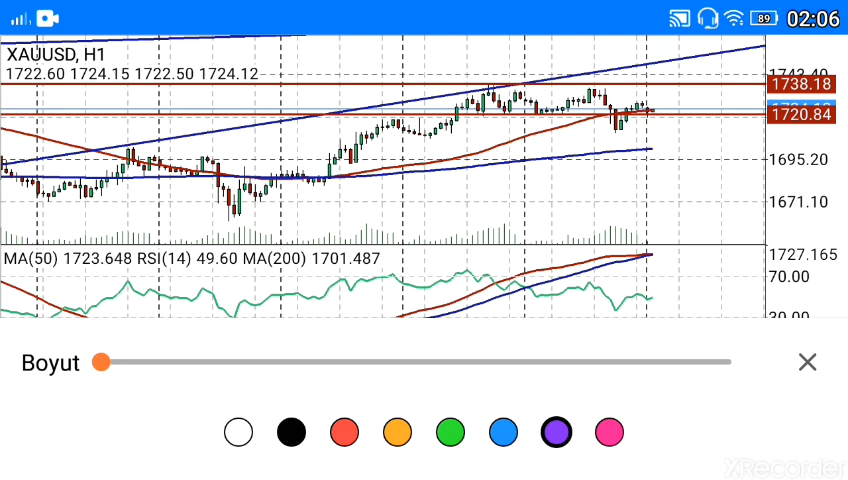 89 02:06
XAUUSD, H1
1722.60 1724.15 1722.50 1724.12
1738.18
1720.84
1695.20
1671.10
MA(50) 1723.648 RSI(14) 49.60 MA(200) 1701.487
1727.165
70.00
30.00
Boyut
XRecorder